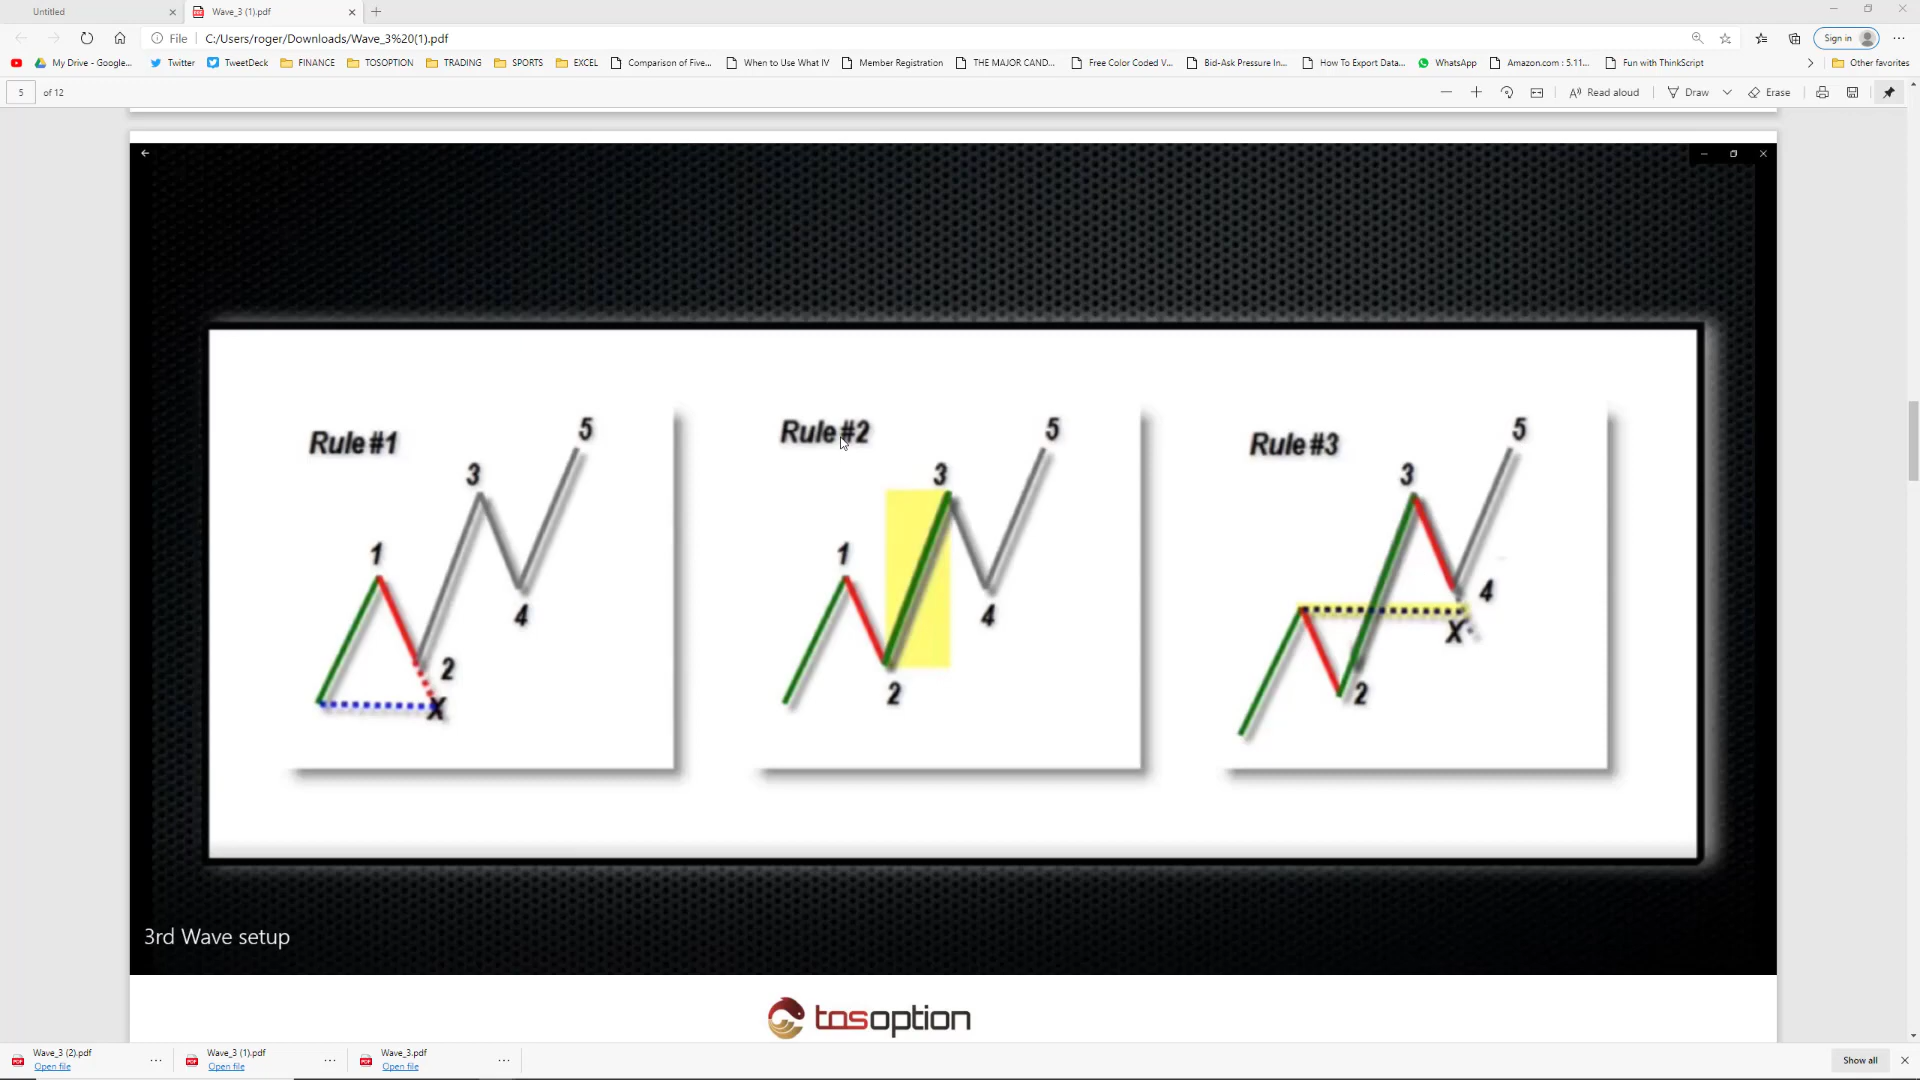 Untitled
Wave_3 (1).pdf
File C:/Users/roger/Downloads/Wave_3%20(1).pdf
Sign in
My Drive - Google... Twitter TweetDeck FINANCE TOSOPTION TRADING SPORTS EXCEL Comparison of Five... When to Use What IV Member Registration THE MAJOR CAND... Free Color Coded V... Bid-Ask Pressure In... How To Export Data... WhatsApp Amazon.com : 5.11... Fun with ThinkScript Other favorites
5 of 12
Read aloud Draw Erase
Rule #1
1
2
3
4
5
X
Rule #2
1
2
3
4
5
Rule #3
2
3
4
5
X
3rd Wave setup
tosoption
Wave_3 (2).pdf
Open file
Wave_3 (1).pdf
Open file
Wave_3.pdf
Open file
Show all